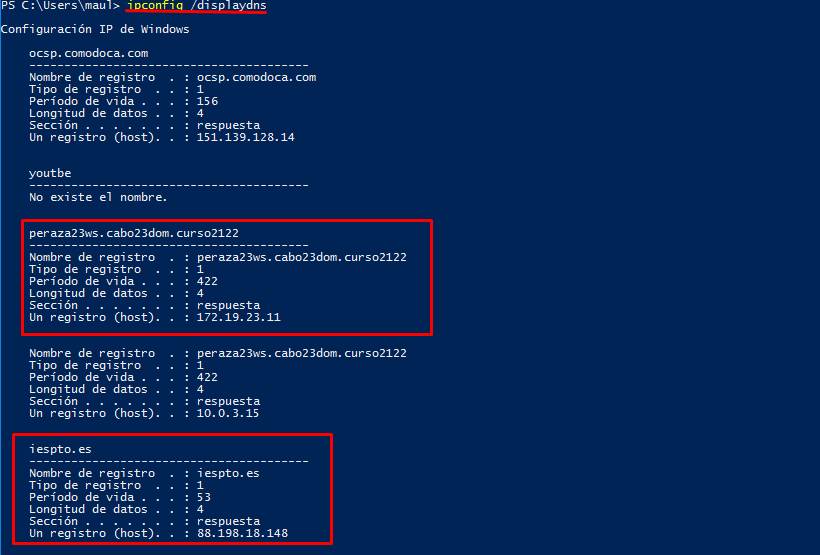 PS C:\Users\maul> ipconfig /displaydns
Configuración IP de Windows
ocsp.comodoca.com
----------------------------------------
Nombre de registro  . : ocsp.comodoca.com
Tipo de registro  . . : 1
Período de vida . . . : 156
Longitud de datos . . : 4
Sección . . . . . . . : respuesta
Un registro (host). . : 151.139.128.14
youtbe
----------------------------------------
No existe el nombre.
peraza23ws.cabo23dom.curso2122
----------------------------------------
Nombre de registro  . : peraza23ws.cabo23dom.curso2122
Tipo de registro  . . : 1
Período de vida . . . : 422
Longitud de datos . . : 4
Sección . . . . . . . : respuesta
Un registro (host). . : 172.19.23.11
Nombre de registro  . : peraza23ws.cabo23dom.curso2122
Tipo de registro  . . : 1
Período de vida . . . : 422
Longitud de datos . . : 4
Sección . . . . . . . : respuesta
Un registro (host). . : 10.0.3.15
iespto.es
----------------------------------------
Nombre de registro  . : iespto.es
Tipo de registro  . . : 1
Período de vida . . . : 53
Longitud de datos . . : 4
Sección . . . . . . . : respuesta
Un registro (host). . : 88.198.18.148